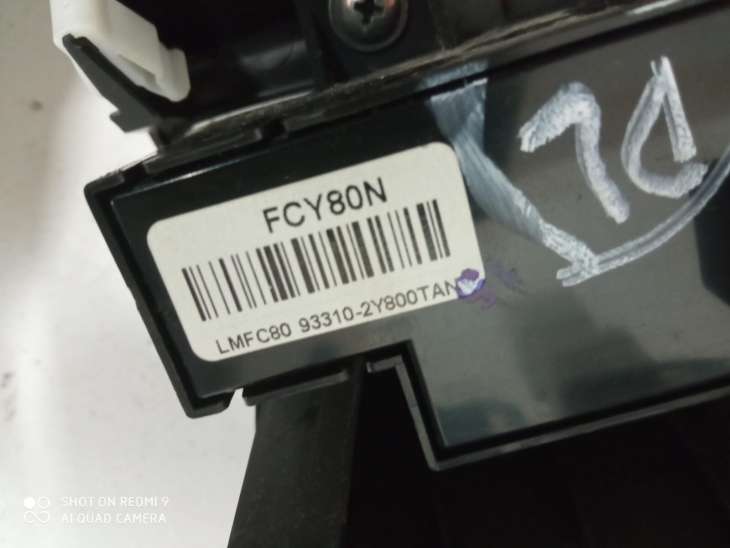 FCY80N
LMFC80 93310-2Y800TAN
SHOT ON REDMI 9
AI QUAD CAMERA